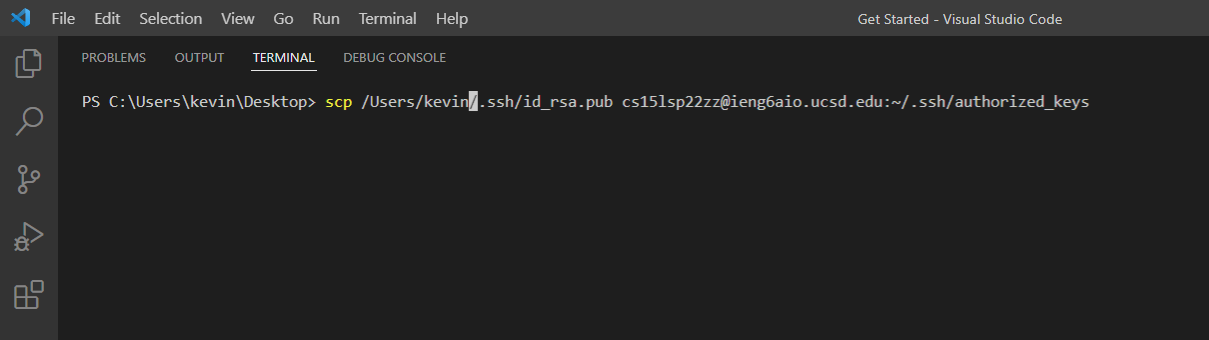 File Edit Selection View Go Run Terminal Help Get Started - Visual Studio Code
PROBLEMS OUTPUT TERMINAL DEBUG CONSOLE
PS C:\Users\kevin\Desktop> scp /Users/kevin/.ssh/id_rsa.pub cs15lsp22zz@ieng6aio.ucsd.edu:~/.ssh/authorized_keys